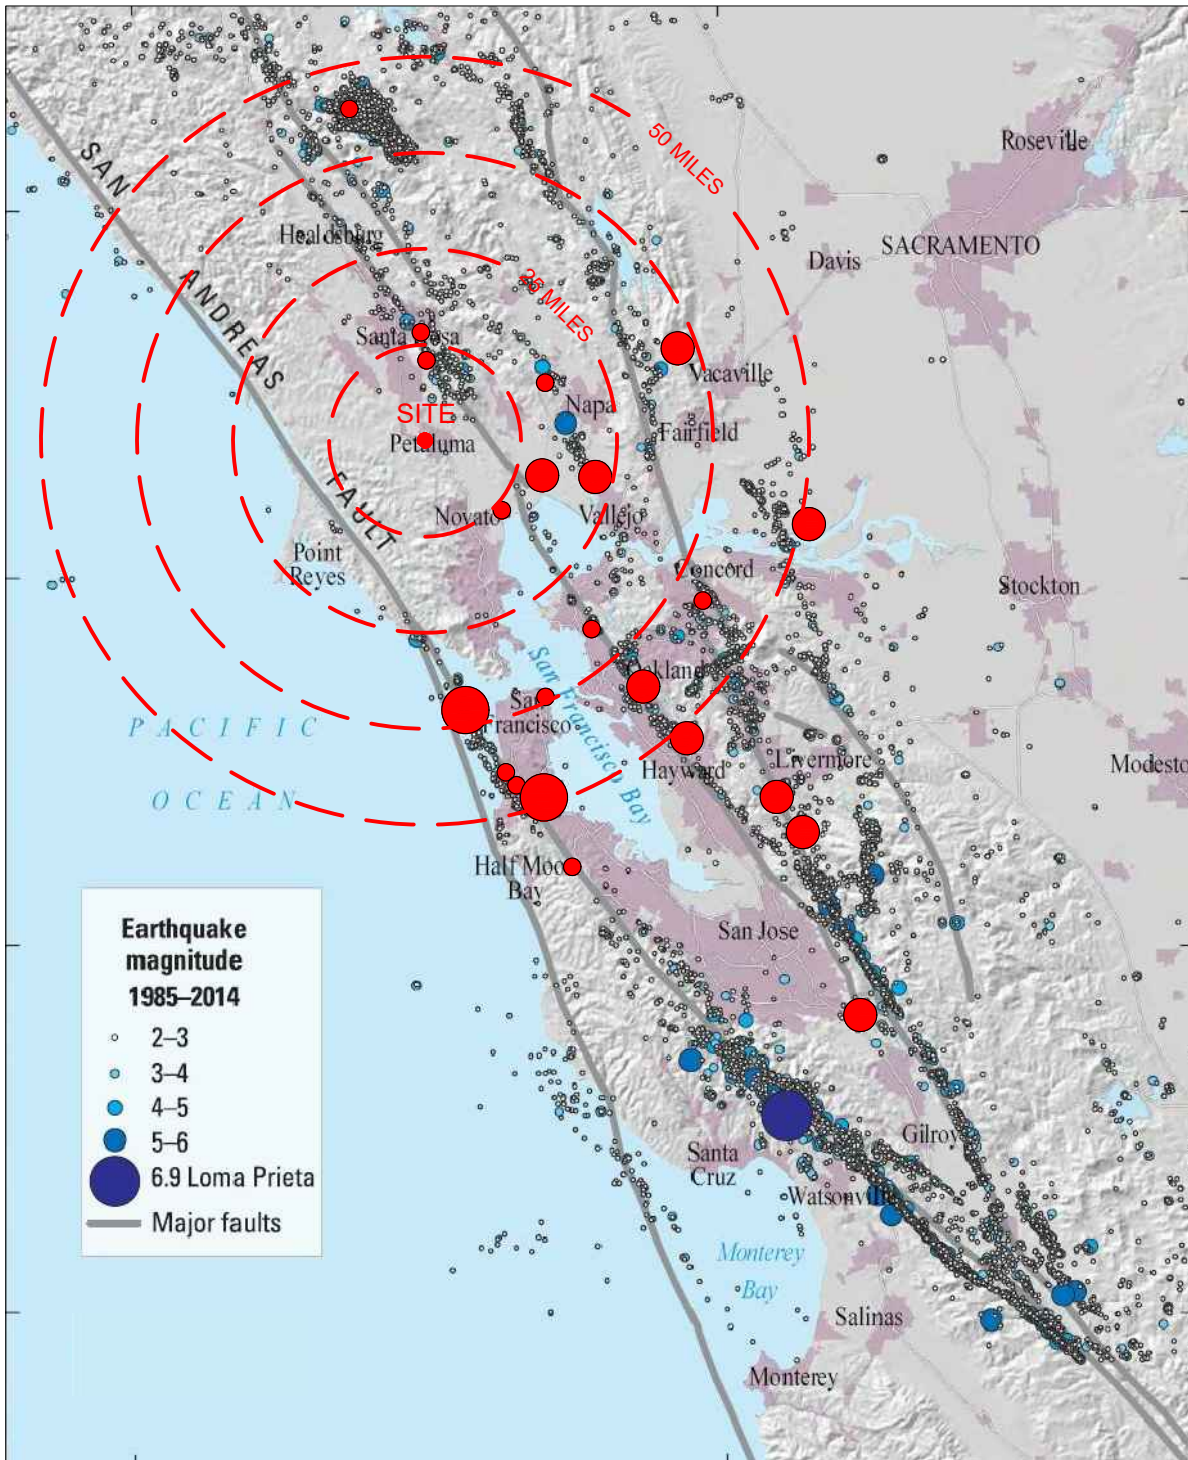 50 MILES
Roseville
SAN
Healdsburg
SACRAMENTO
Davis
ANDREAS
25 MILES
Santa Rosa
Vacaville
Napa
SITE
Fairfield
Petaluma
FAULT
Novato
Vallejo
Point
Reyes
Concord
Stockton
San Francisco Bay
Oakland
PACIFIC
OCEAN
San
Francisco
Hayward
Livermore
Modesto
Half Moon
Bay
San Jose
Earthquake
magnitude
1985–2014
2–3
3–4
4–5
5–6
6.9 Loma Prieta
Major faults
Gilroy
Santa
Cruz
Watsonville
Monterey
Bay
Salinas
Monterey